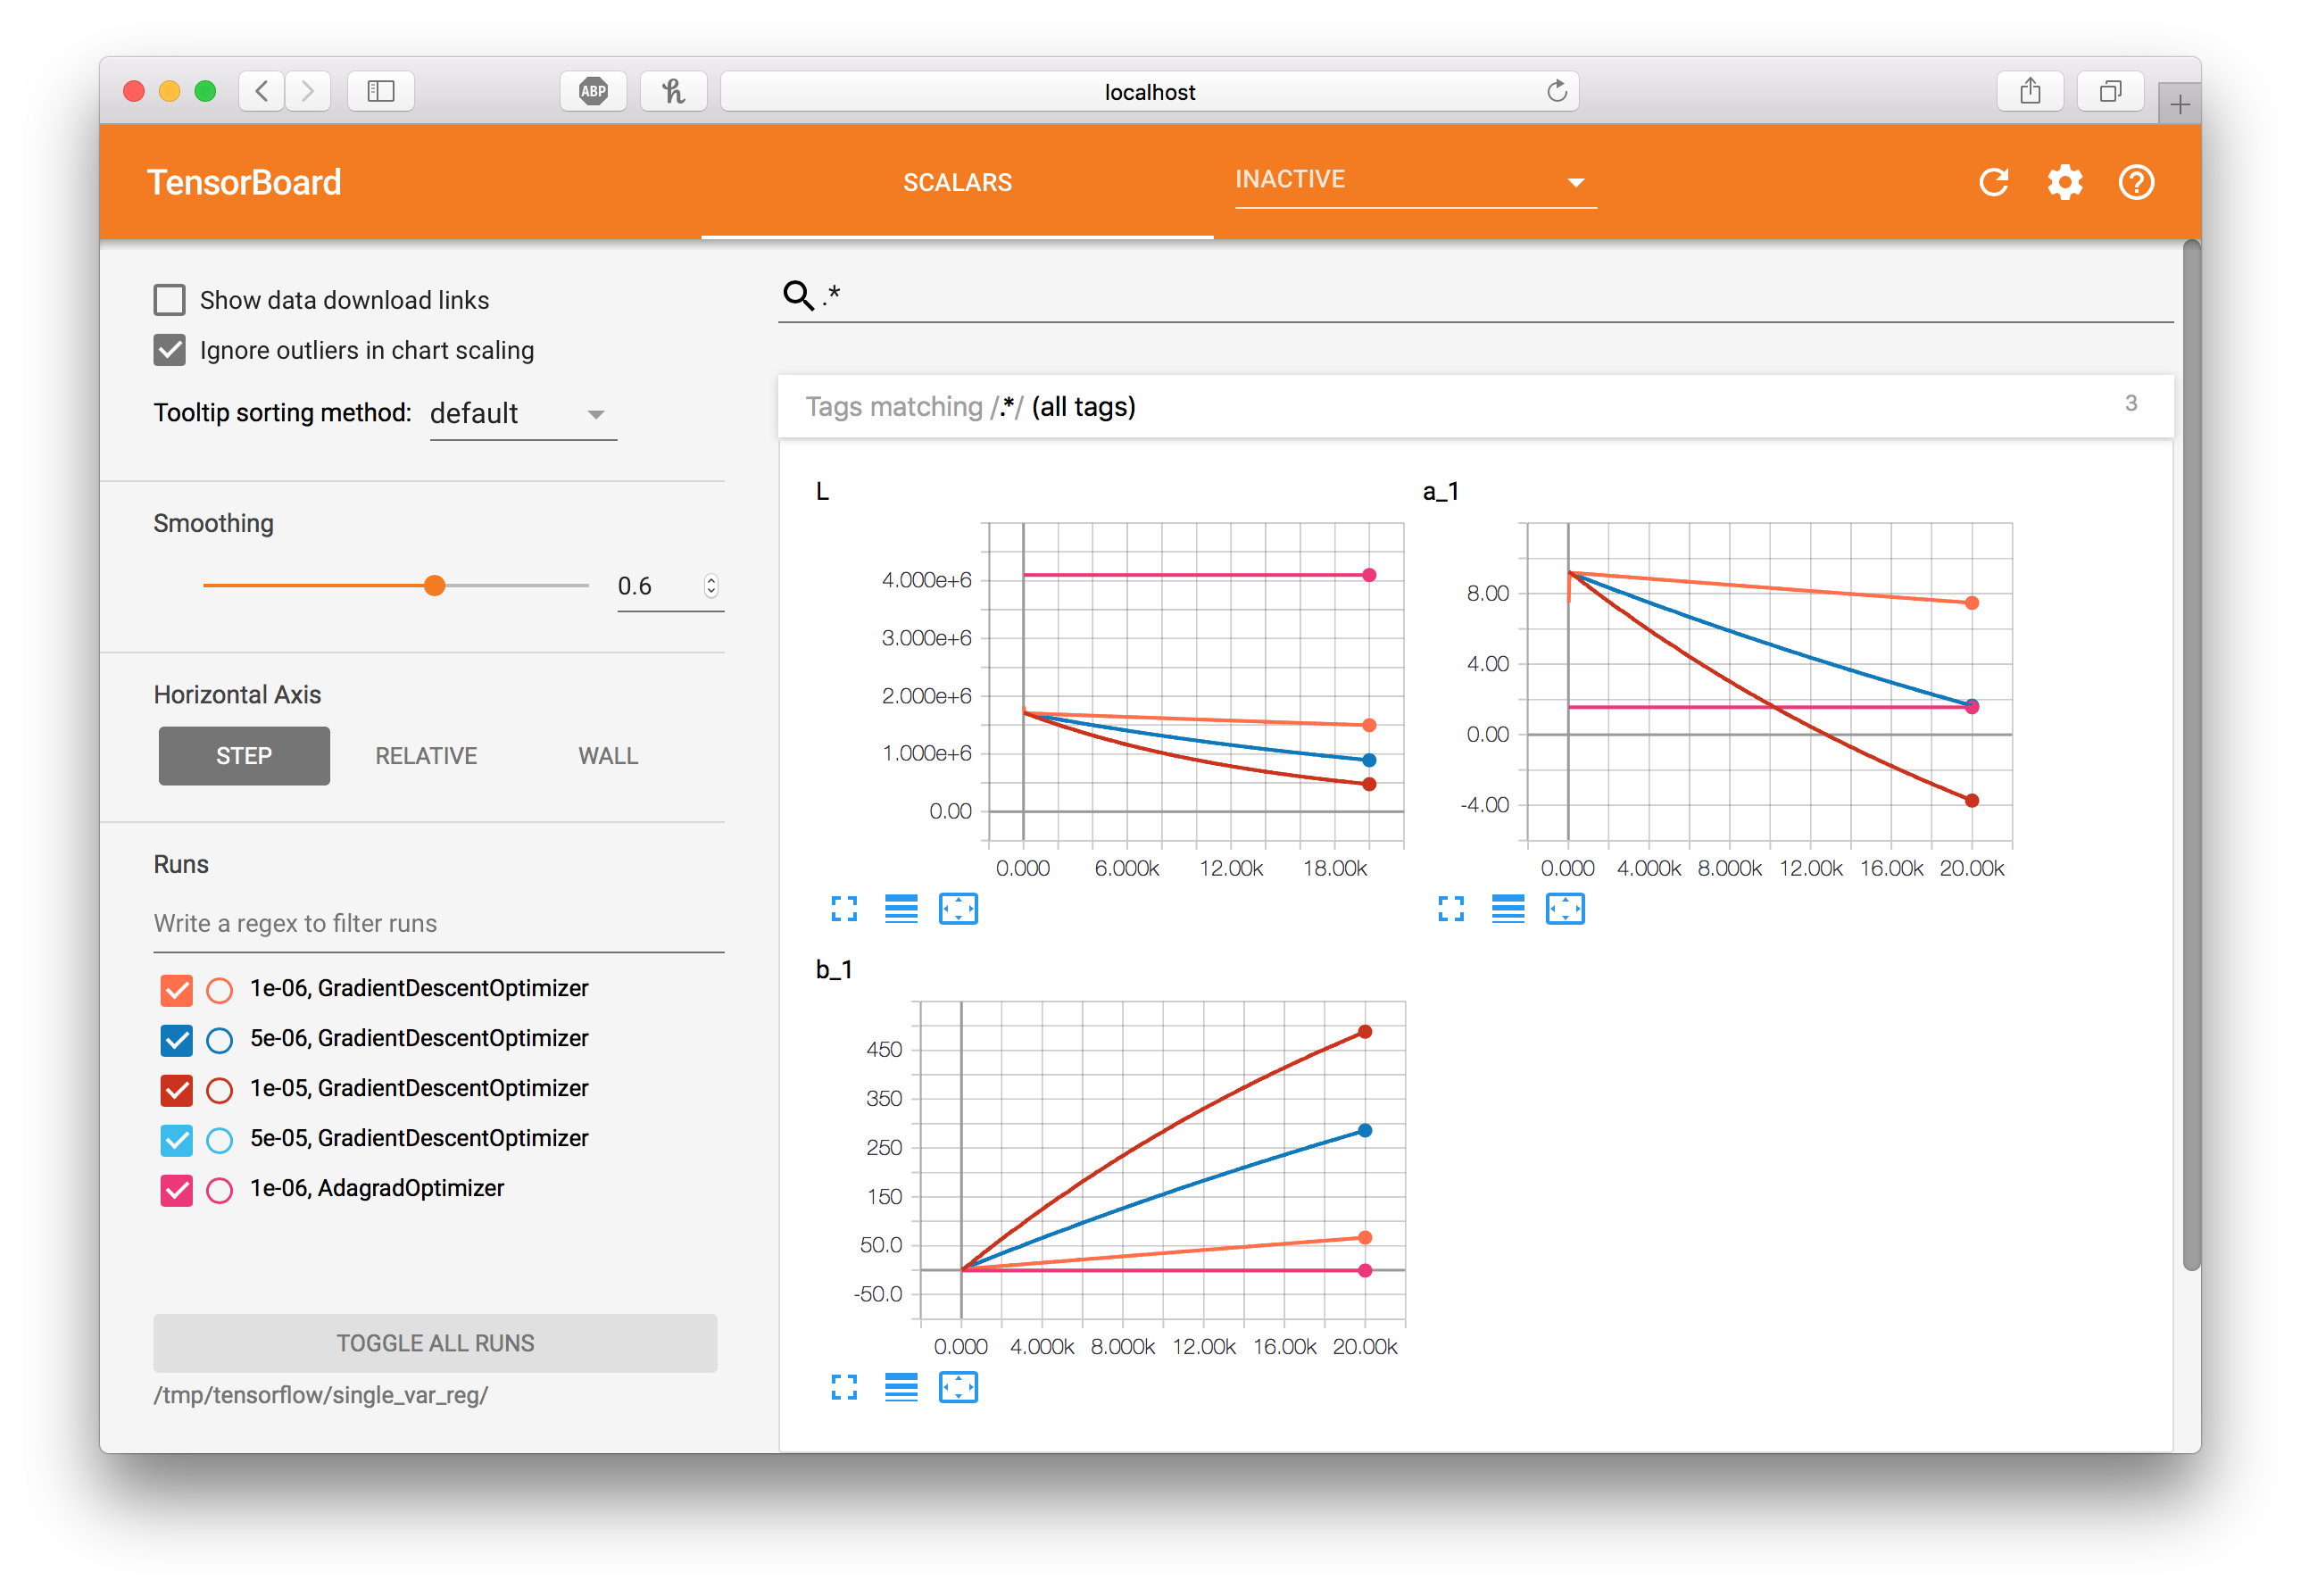 ABP
localhost
TensorBoard
SCALARS
INACTIVE
Show data download links
Ignore outliers in chart scaling
Tooltip sorting method: default
Smoothing
0.6
Horizontal Axis
STEP RELATIVE WALL
Runs
Write a regex to filter runs
1e-06, GradientDescentOptimizer
5e-06, GradientDescentOptimizer
1e-05, GradientDescentOptimizer
5e-05, GradientDescentOptimizer
1e-06, AdagradOptimizer
TOGGLE ALL RUNS
/tmp/tensorflow/single_var_reg/
.*
Tags matching /.*/ (all tags)
3
L
4.000e+6
3.000e+6
2.000e+6
1.000e+6
0.00
0.000 6.000k 12.00k 18.00k
a_1
8.00
4.00
0.00
-4.00
0.000 4.000k 8.000k 12.00k 16.00k 20.00k
b_1
450
350
250
150
50.0
-50.0
0.000 4.000k 8.000k 12.00k 16.00k 20.00k